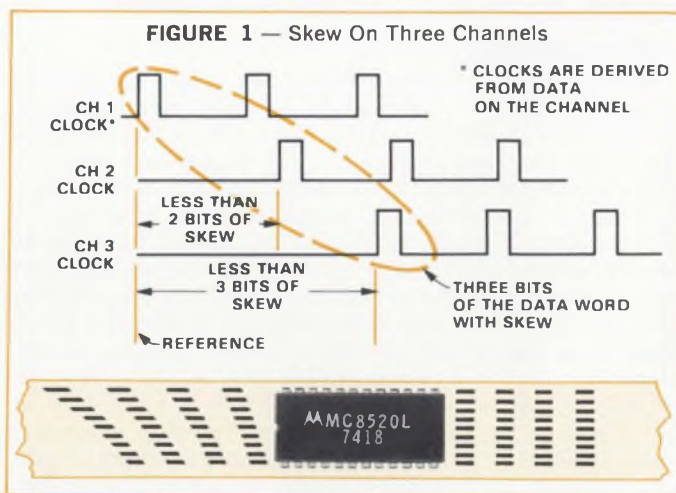 FIGURE 1 — Skew On Three Channels
* CLOCKS ARE DERIVED
FROM DATA
ON THE CHANNEL
CH 1
CLOCK*
CH 2
CLOCK
LESS THAN
2 BITS OF
SKEW
CH 3
CLOCK
LESS THAN
3 BITS OF
SKEW
THREE BITS
OF THE DATA WORD
WITH SKEW
REFERENCE
MC8520L
7418